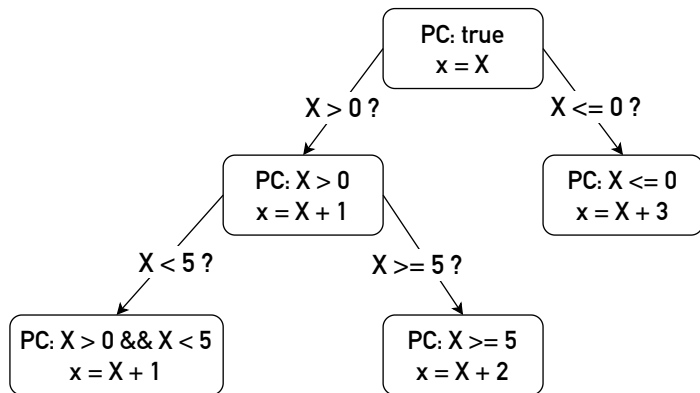 PC: true
x = X
X > 0 ?
X <= 0 ?
PC: X > 0
x = X + 1
PC: X <= 0
x = X + 3
X < 5 ?
X >= 5 ?
PC: X > 0 && X < 5
x = X + 1
PC: X >= 5
x = X + 2